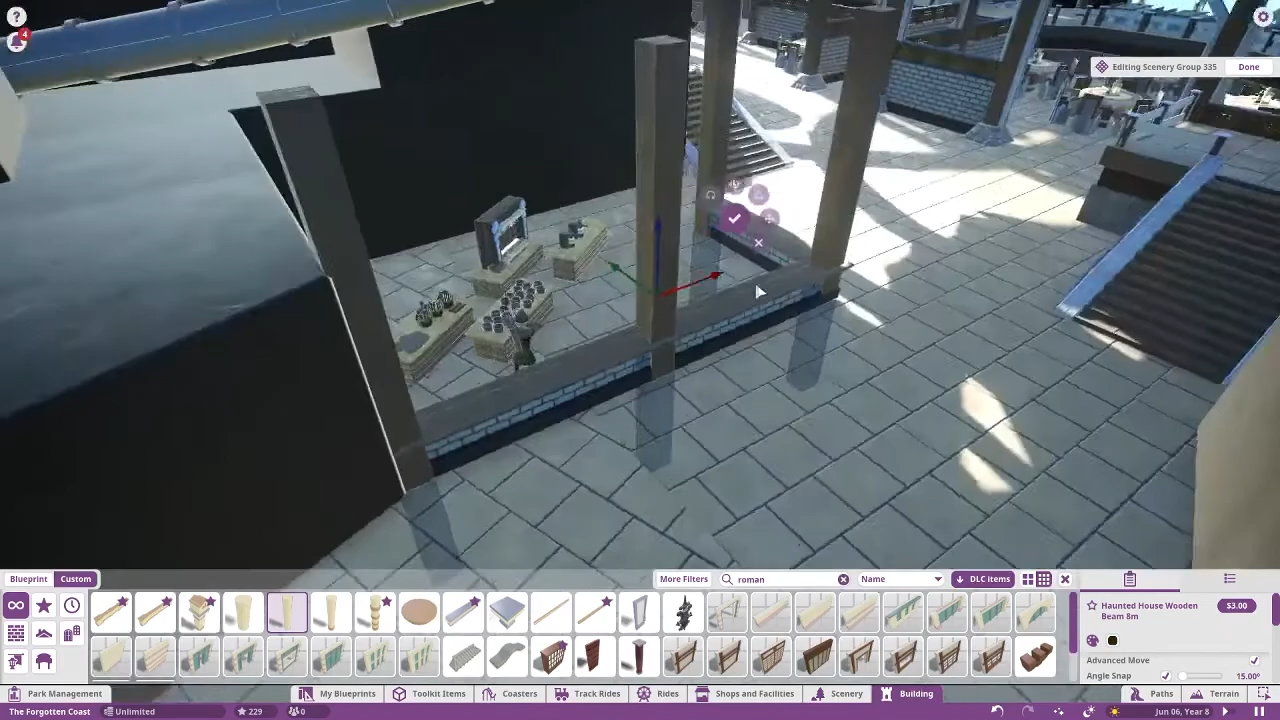 ?
4
Editing Scenery Group 335
Done
Blueprint
Custom
More Filters
roman
Name
DLC items
Haunted House Wooden
Beam 8m
$3.00
Advanced Move
Angle Snap
15.00°
Park Management
My Blueprints
Toolkit Items
Coasters
Track Rides
Rides
Shops and Facilities
Scenery
Building
Paths
Terrain
The Forgotten Coast
Unlimited
229
0
Jun 06, Year 8